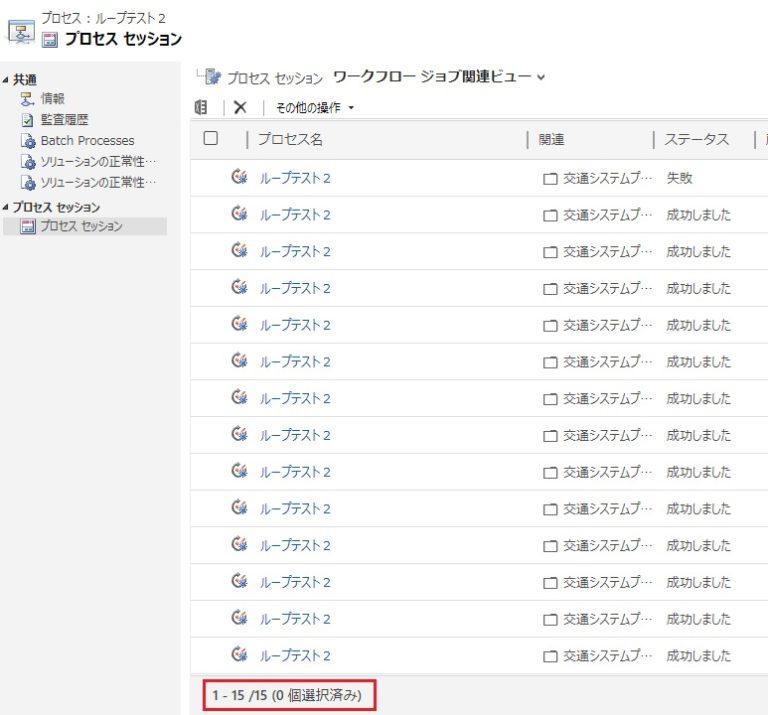 プロセス : ループテスト2
プロセス セッション
共通
情報
監査履歴
Batch Processes
ソリューションの正常性…
ソリューションの正常性…
プロセス セッション
プロセス セッション
プロセス セッション ワークフロー ジョブ関連ビュー
その他の操作
プロセス名 関連 ステータス
ループテスト2 交通システムプ… 失敗
ループテスト2 交通システムプ… 成功しました
ループテスト2 交通システムプ… 成功しました
ループテスト2 交通システムプ… 成功しました
ループテスト2 交通システムプ… 成功しました
ループテスト2 交通システムプ… 成功しました
ループテスト2 交通システムプ… 成功しました
ループテスト2 交通システムプ… 成功しました
ループテスト2 交通システムプ… 成功しました
ループテスト2 交通システムプ… 成功しました
ループテスト2 交通システムプ… 成功しました
ループテスト2 交通システムプ… 成功しました
ループテスト2 交通システムプ… 成功しました
ループテスト2 交通システムプ… 成功しました
1 - 15 /15 (0 個選択済み)